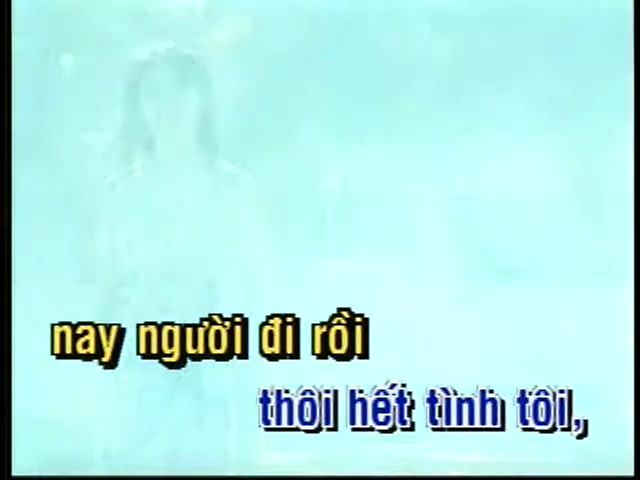 nay người đi rồi
thôi hết tình tôi,